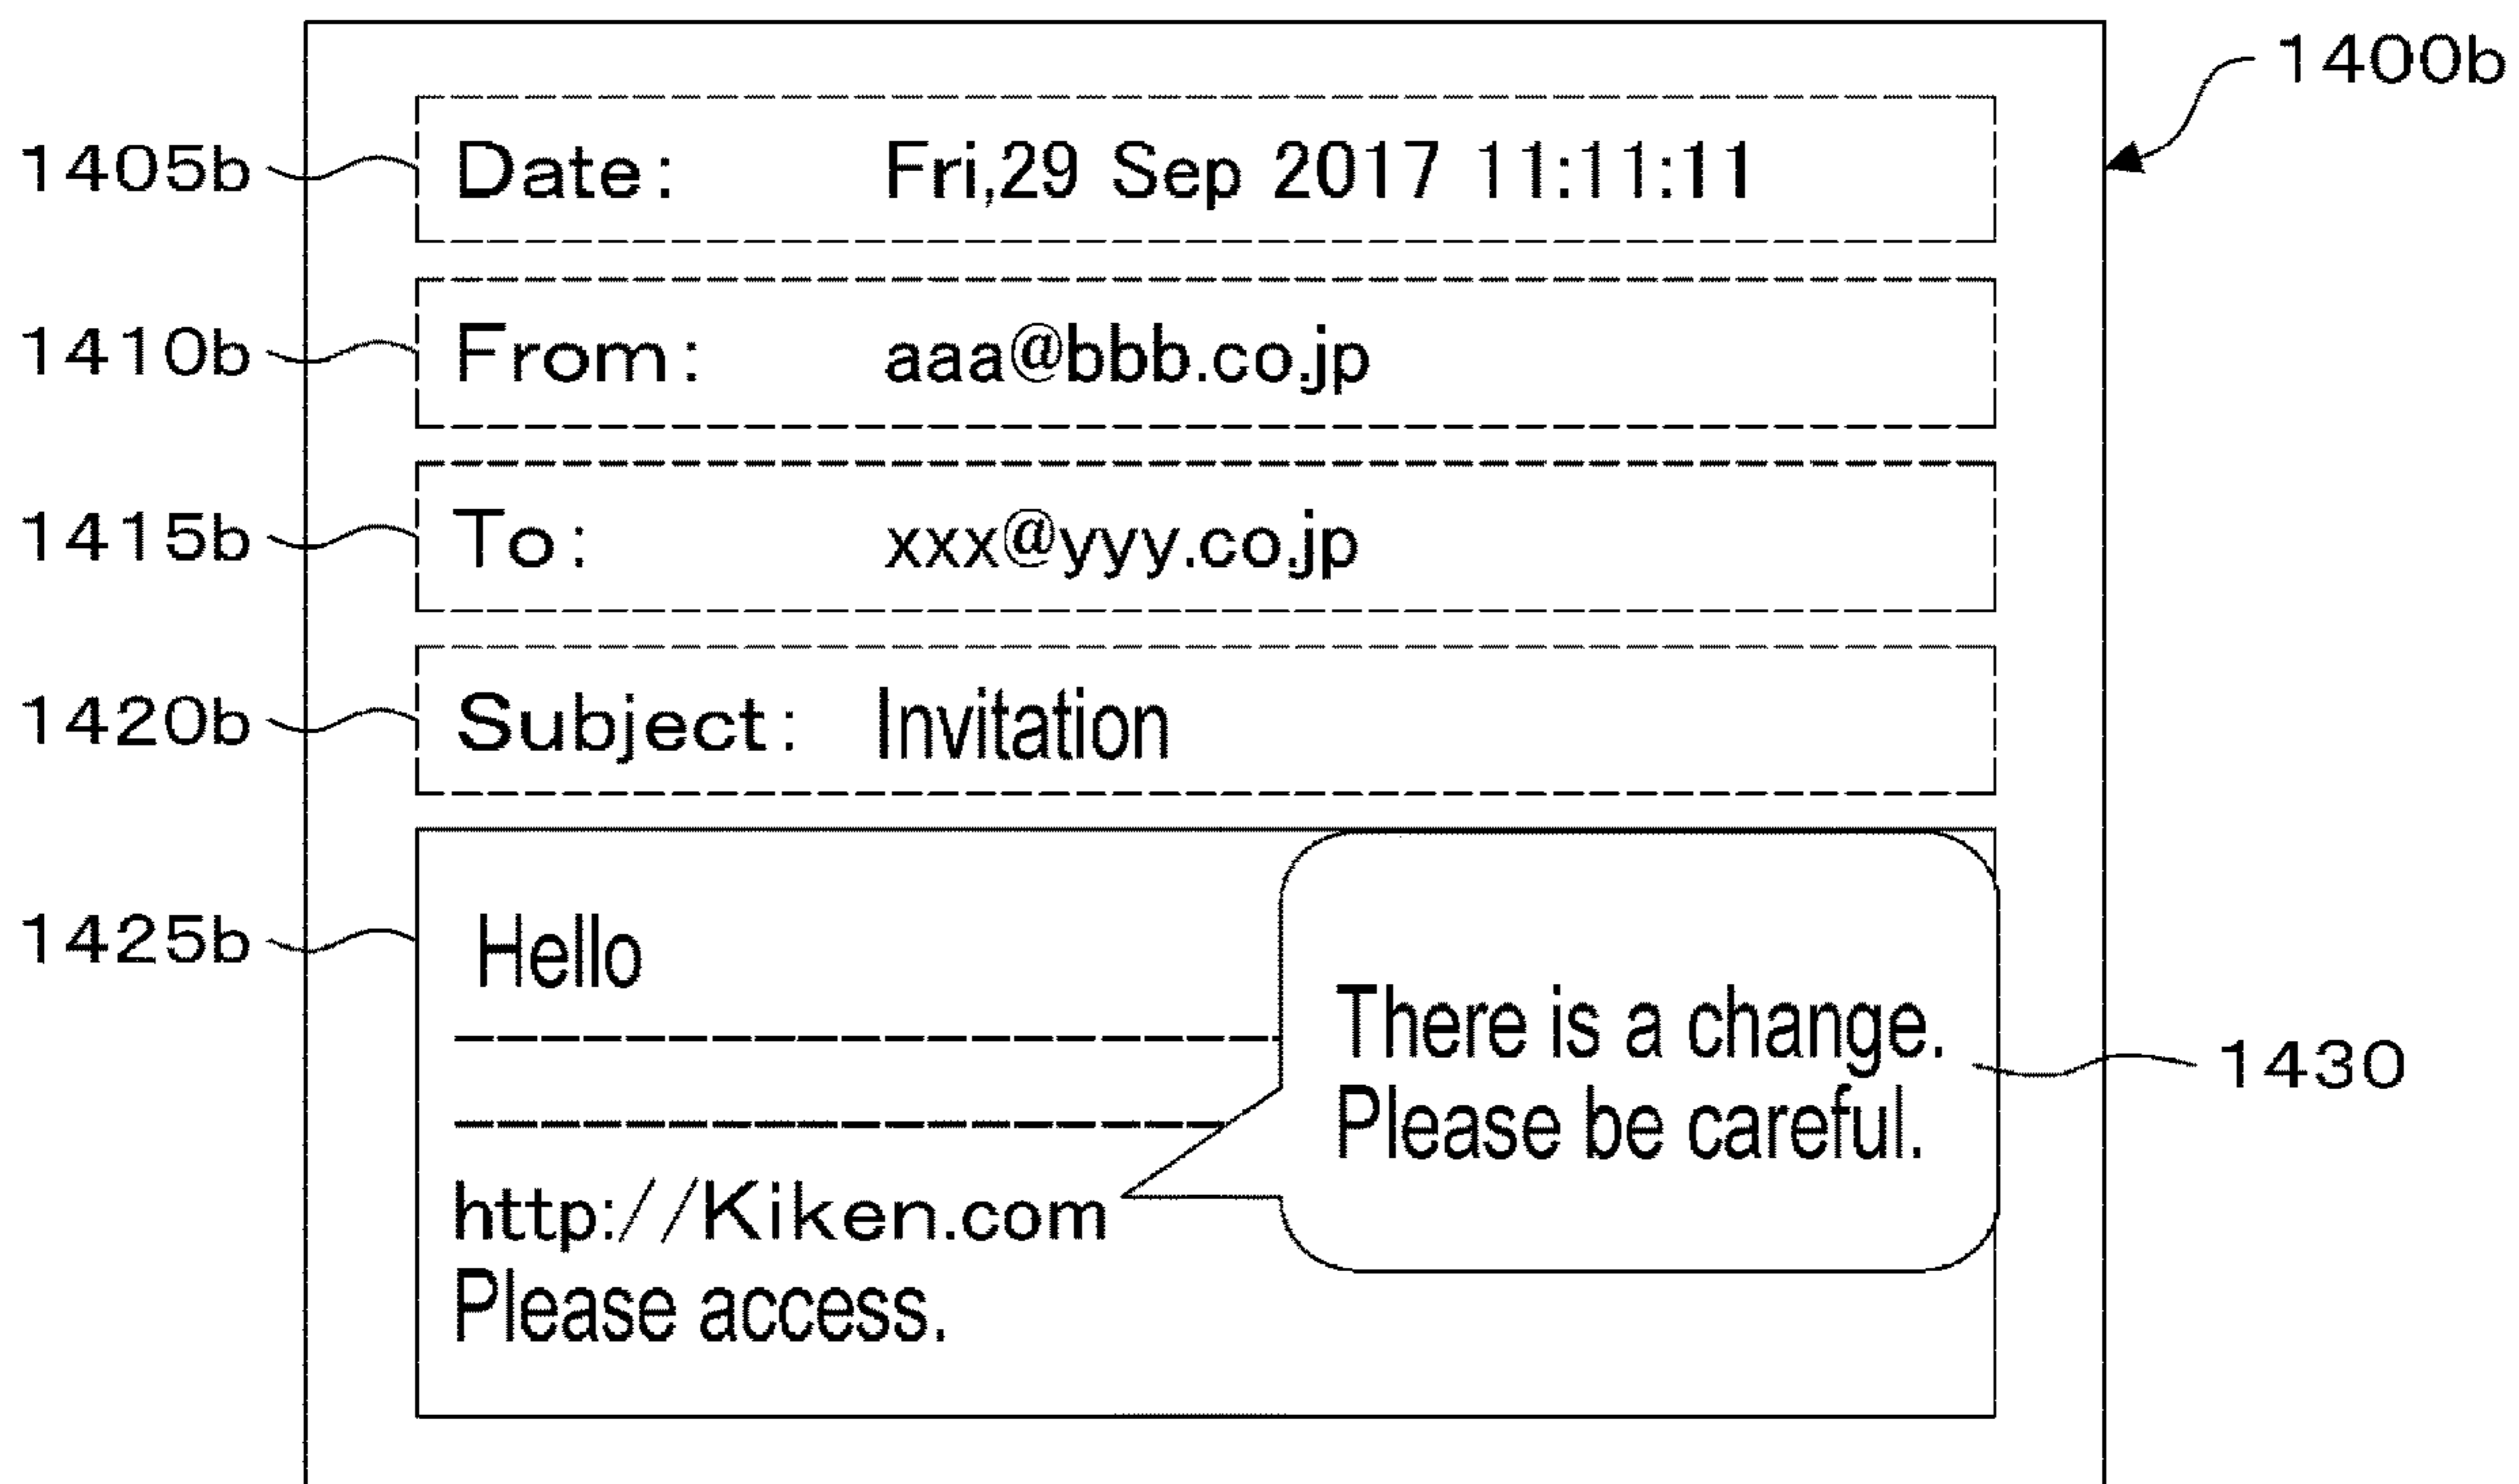 1400b
1405b Date: Fri,29 Sep 2017 11:11:11
1410b From: aaa@bbb.co.jp
1415b To: xxx@yyy.co.jp
1420b Subject: Invitation
1425b Hello
There is a change.
1430
Please be careful.
http://Kiken.com
Please access.